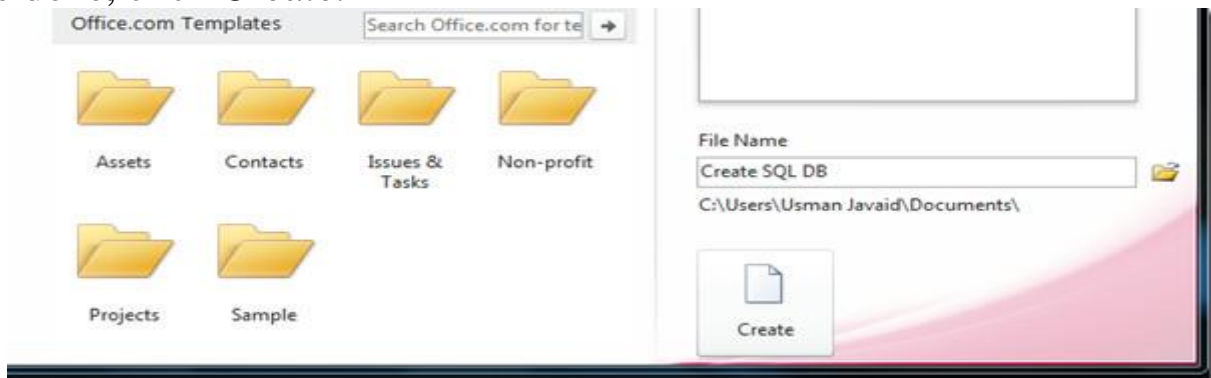 Office.com Templates
Search Office.com for te
Assets
Contacts
Issues &
Tasks
Non-profit
Projects
Sample
File Name
Create SQL DB
C:\Users\Usman Javaid\Documents\
Create